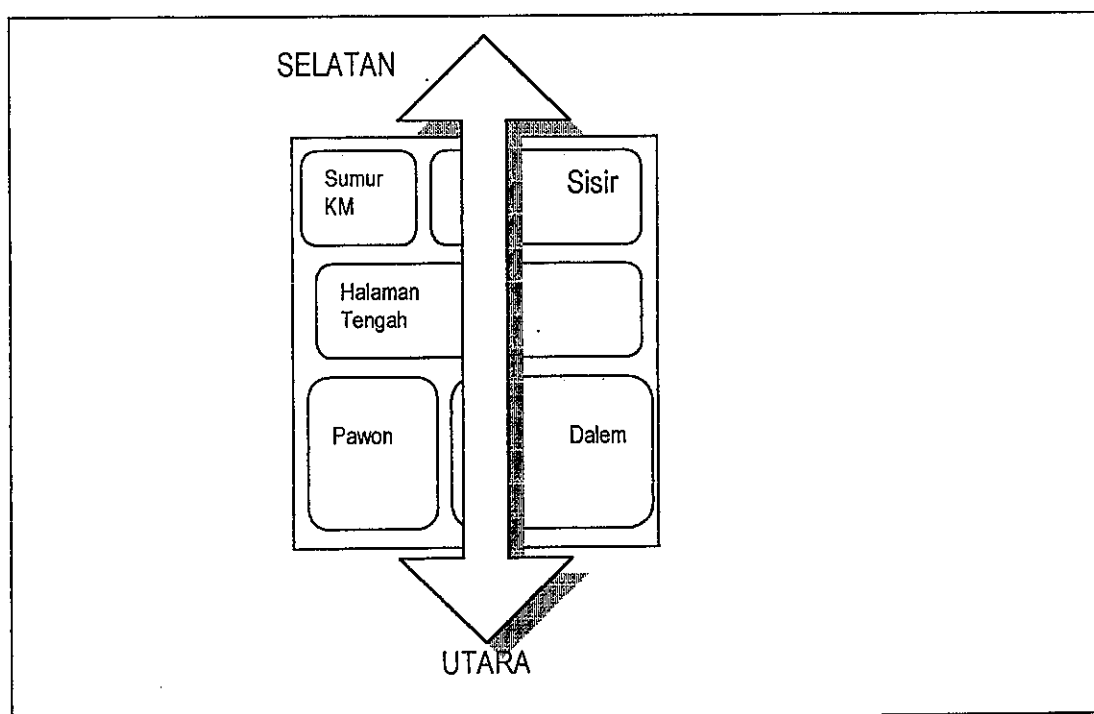 SELATAN
Sumur
KM
Sisir
Halaman
Tengah
Pawon
Dalem
UTARA